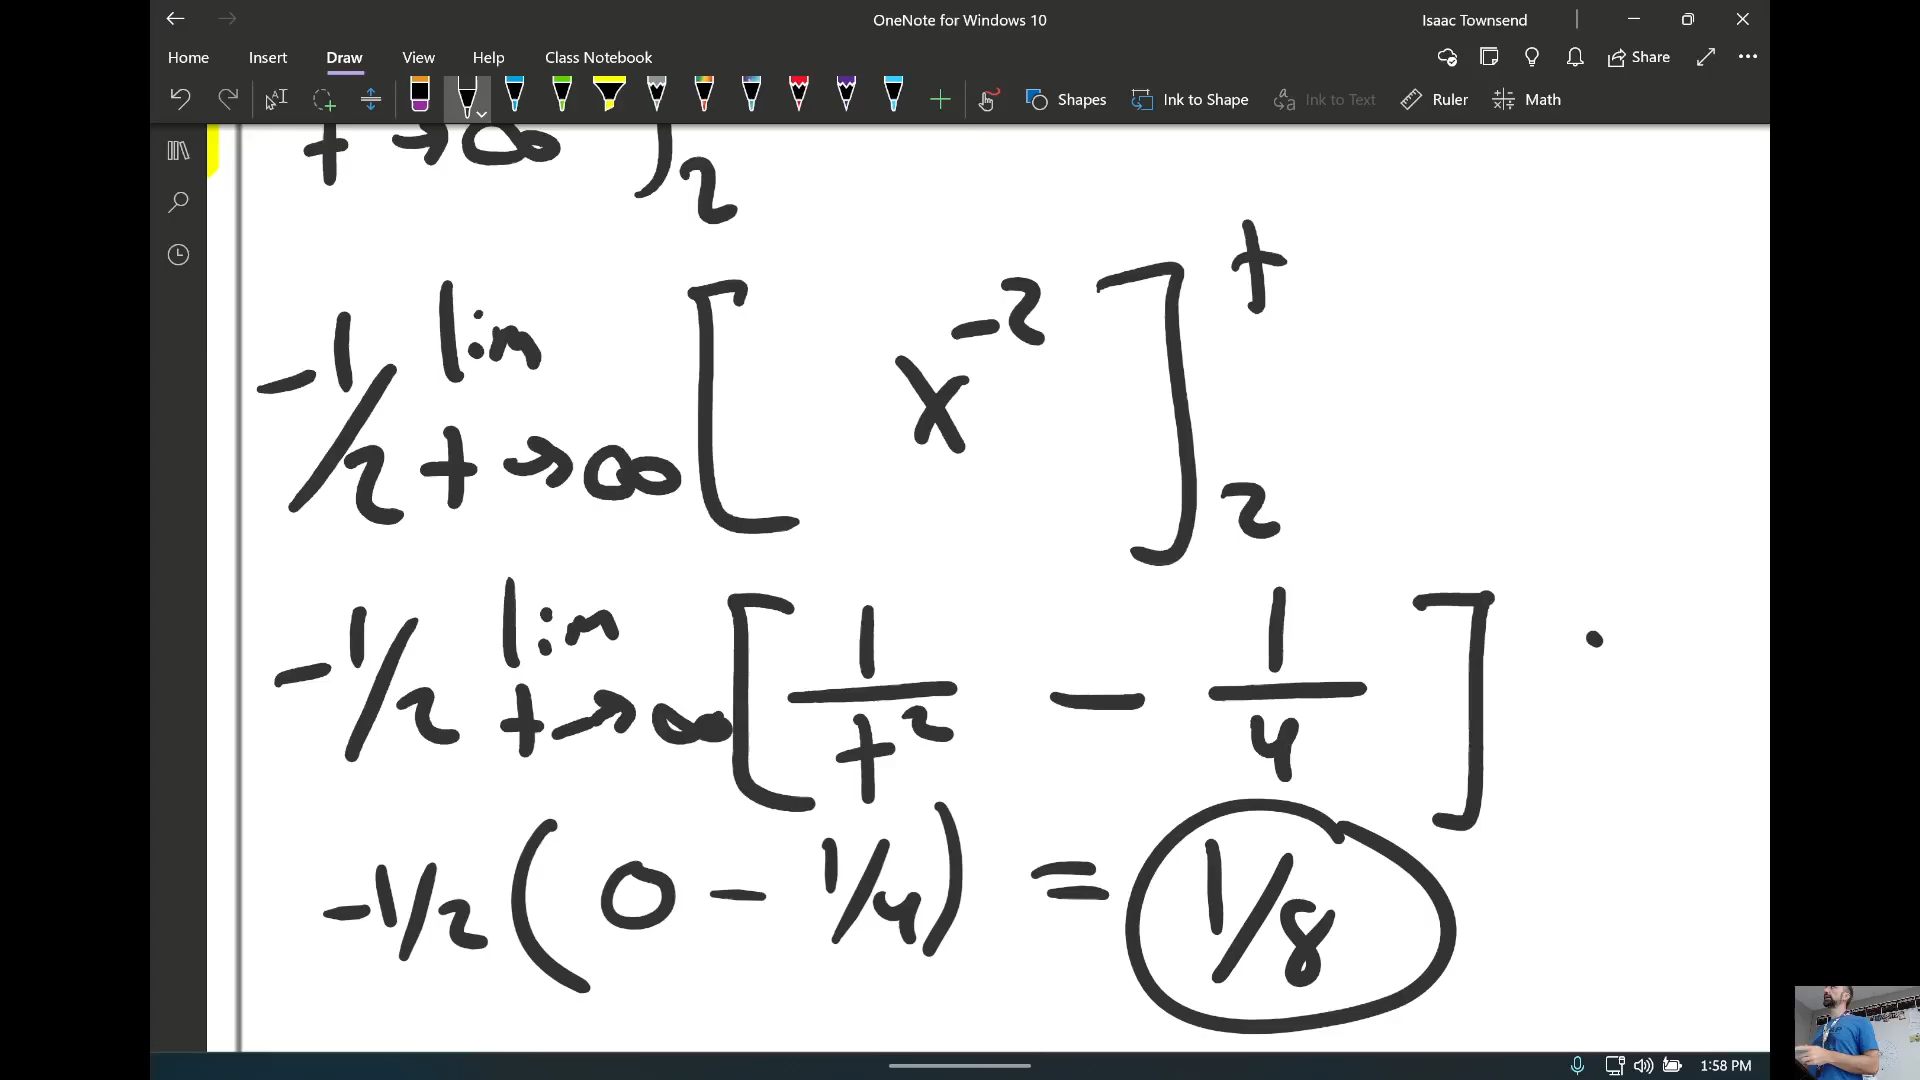 OneNote for Windows 10
Isaac Townsend
Home Insert Draw View Help Class Notebook
Share
Shapes Ink to Shape Ink to Text Ruler Math
t → ∞ ∫ 2
-1/2 lim t → ∞ [ x^-2 ] t 2
-1/2 lim t → ∞ [ 1/t^2 - 1/4 ] .
-1/2 ( 0 - 1/4 ) = 1/8
1:58 PM